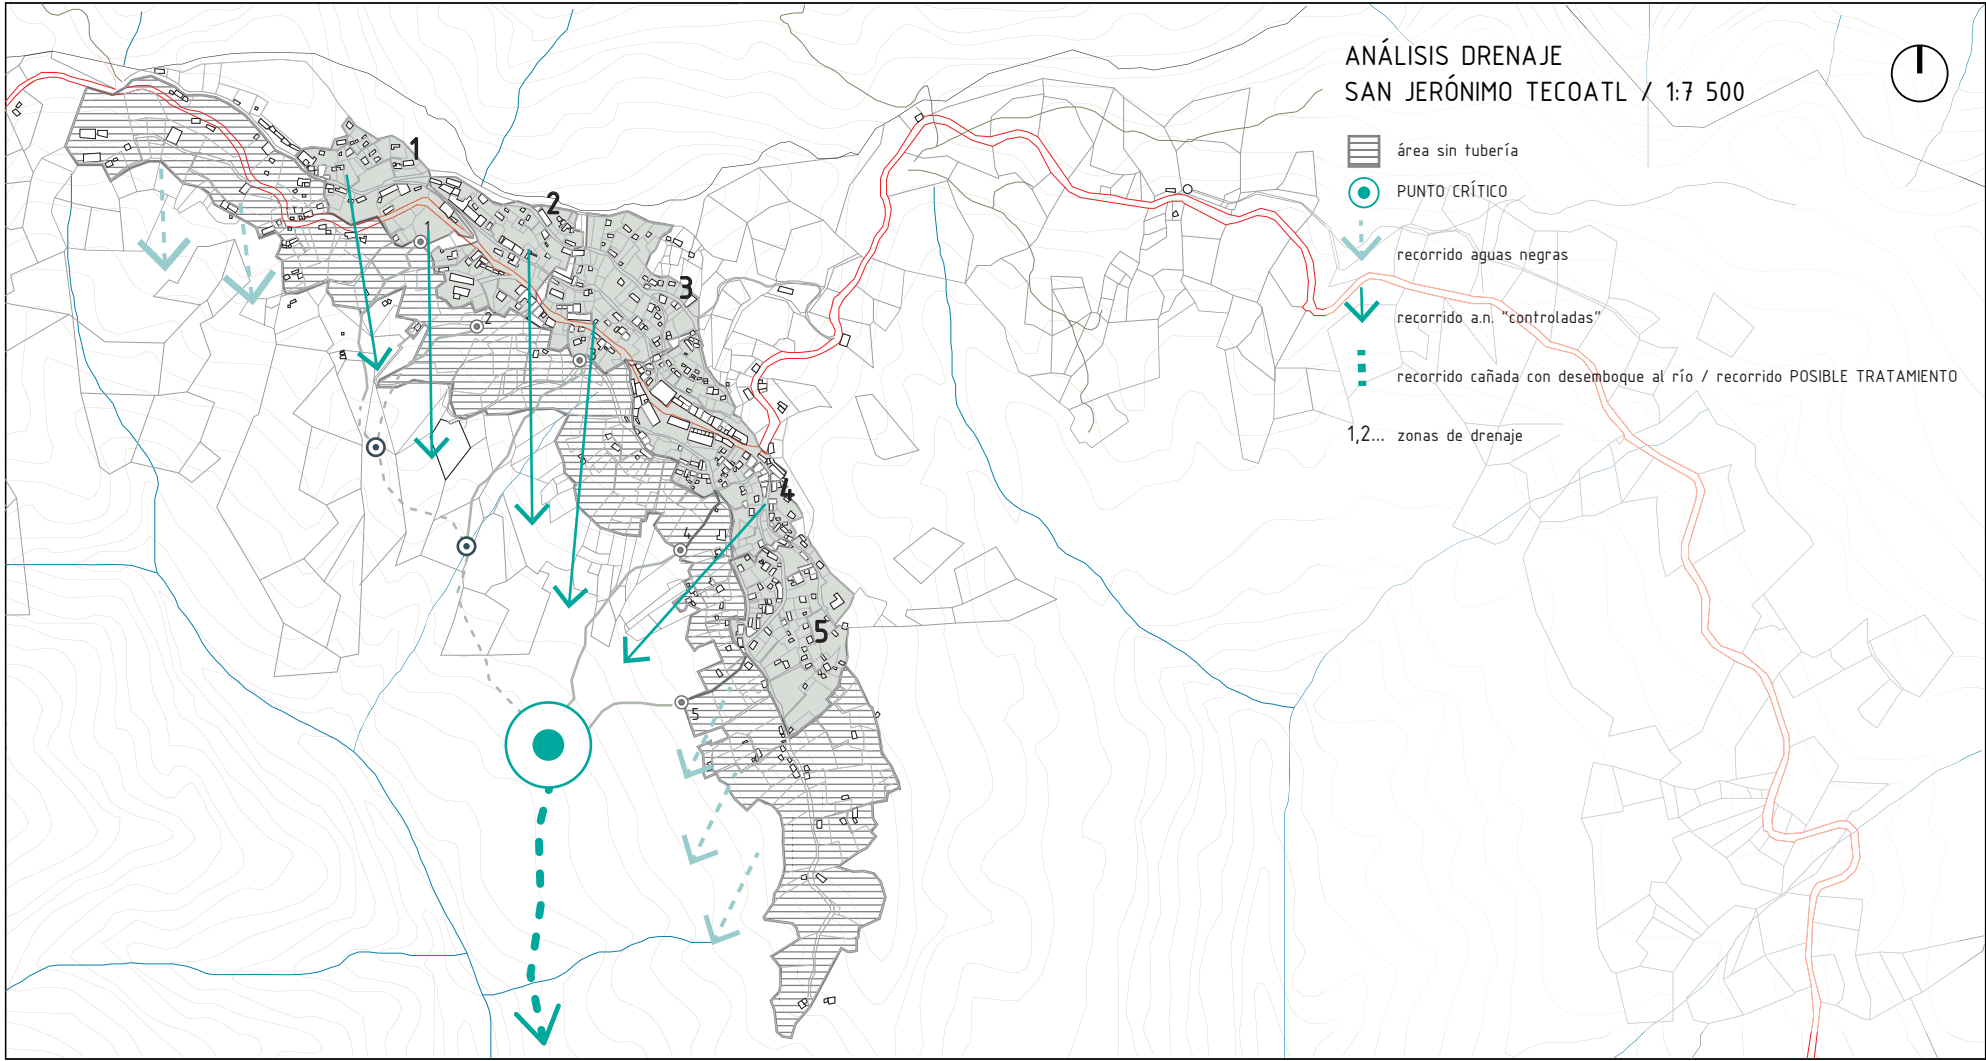 ANÁLISIS DRENAJE
SAN JERÓNIMO TECOATL / 1:7 500
área sin tubería
PUNTO CRÍTICO
recorrido aguas negras
recorrido a.n. "controladas"
recorrido cañada con desemboque al río / recorrido POSIBLE TRATAMIENTO
1,2... zonas de drenaje
1
2
3
4
5
1
2
3
4
5